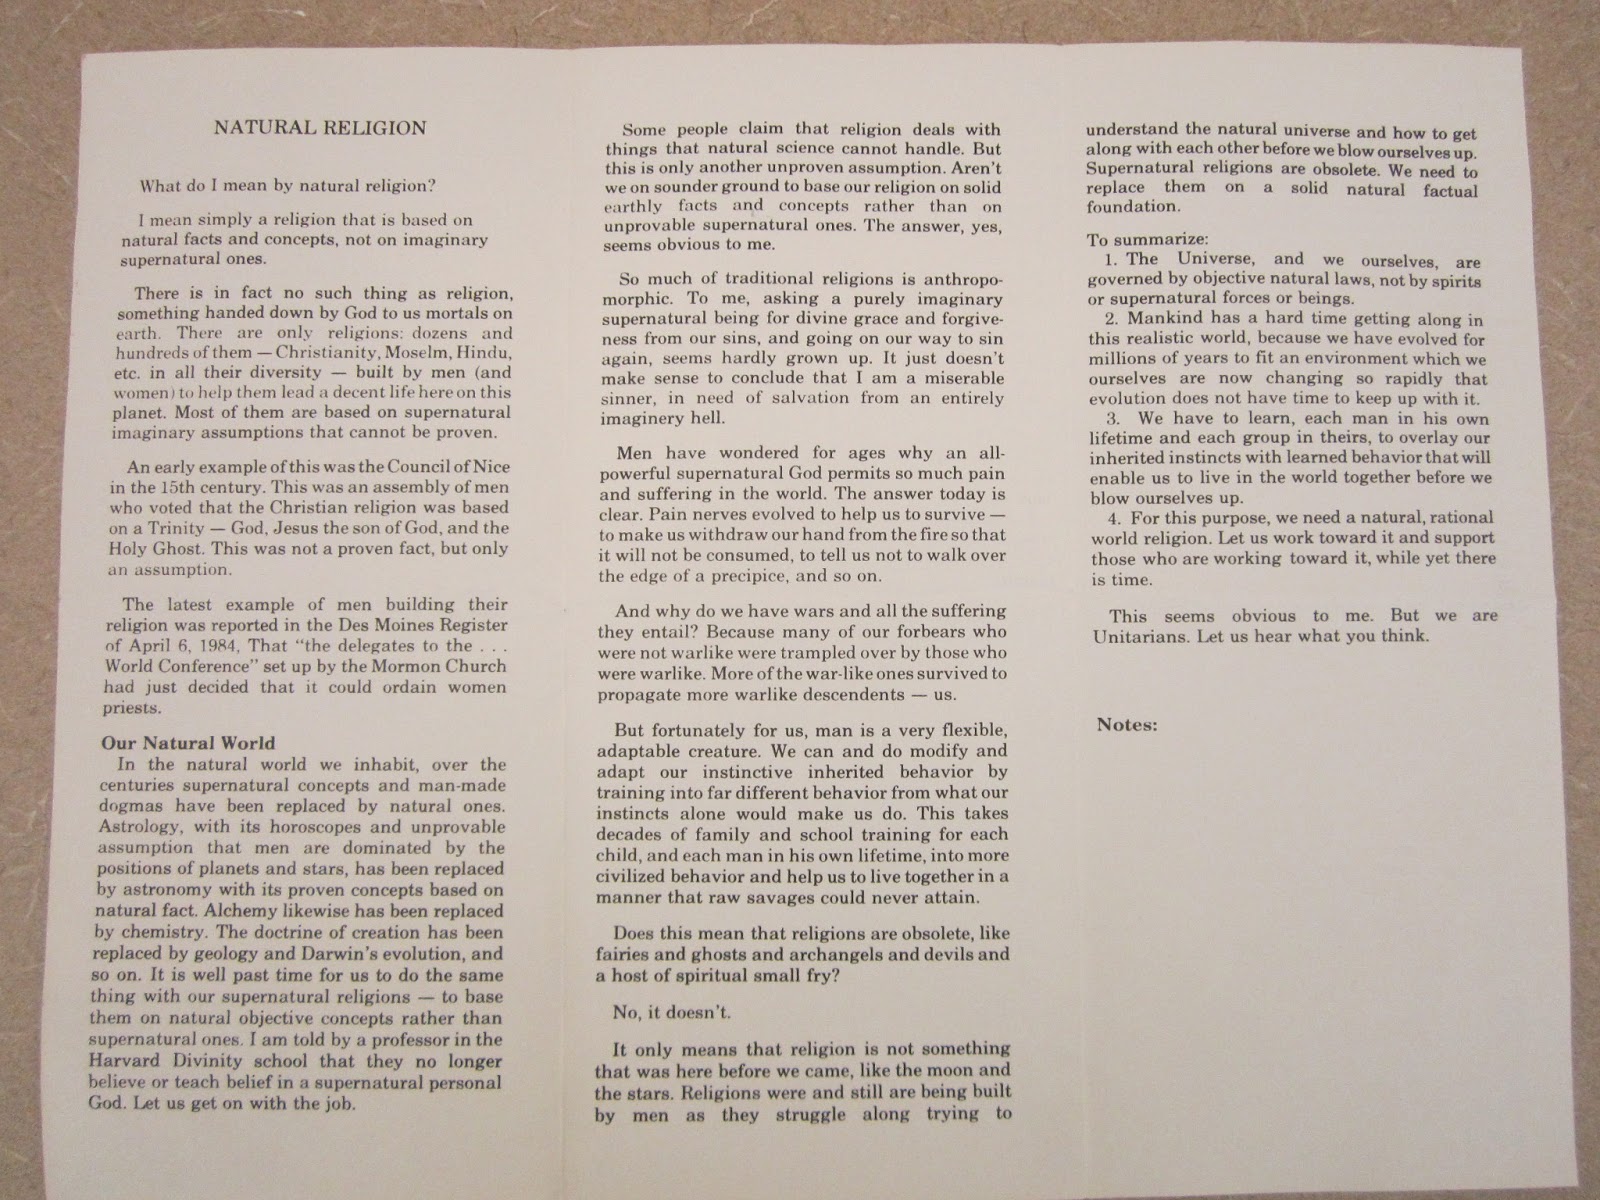 NATURAL RELIGION
What do I mean by natural religion?
I mean simply a religion that is based on
natural facts and concepts, not on imaginary
supernatural ones.
There is in fact no such thing as religion,
something handed down by God to us mortals on
earth. There are only religions: dozens and
hundreds of them — Christianity, Moselm, Hindu,
etc. in all their diversity — built by men (and
women) to help them lead a decent life here on this
planet. Most of them are based on supernatural
imaginary assumptions that cannot be proven.
An early example of this was the Council of Nice
in the 15th century. This was an assembly of men
who voted that the Christian religion was based
on a Trinity — God, Jesus the son of God, and the
Holy Ghost. This was not a proven fact, but only
an assumption.
The latest example of men building their
religion was reported in the Des Moines Register
of April 6, 1984, That “the delegates to the . . .
World Conference” set up by the Mormon Church
had just decided that it could ordain women
priests.
Our Natural World
In the natural world we inhabit, over the
centuries supernatural concepts and man-made
dogmas have been replaced by natural ones.
Astrology, with its horoscopes and unprovable
assumption that men are dominated by the
positions of planets and stars, has been replaced
by astronomy with its proven concepts based on
natural fact. Alchemy likewise has been replaced
by chemistry. The doctrine of creation has been
replaced by geology and Darwin's evolution, and
so on. It is well past time for us to do the same
thing with our supernatural religions — to base
them on natural objective concepts rather than
supernatural ones. I am told by a professor in the
Harvard Divinity school that they no longer
believe or teach belief in a supernatural personal
God. Let us get on with the job.
Some people claim that religion deals with
things that natural science cannot handle. But
this is only another unproven assumption. Aren't
we on sounder ground to base our religion on solid
earthly facts and concepts rather than on
unprovable supernatural ones. The answer, yes,
seems obvious to me.
So much of traditional religions is anthropo-
morphic. To me, asking a purely imaginary
supernatural being for divine grace and forgive-
ness from our sins, and going on our way to sin
again, seems hardly grown up. It just doesn't
make sense to conclude that I am a miserable
sinner, in need of salvation from an entirely
imaginery hell.
Men have wondered for ages why an all-
powerful supernatural God permits so much pain
and suffering in the world. The answer today is
clear. Pain nerves evolved to help us to survive —
to make us withdraw our hand from the fire so that
it will not be consumed, to tell us not to walk over
the edge of a precipice, and so on.
And why do we have wars and all the suffering
they entail? Because many of our forbears who
were not warlike were trampled over by those who
were warlike. More of the war-like ones survived to
propagate more warlike descendents — us.
But fortunately for us, man is a very flexible,
adaptable creature. We can and do modify and
adapt our instinctive inherited behavior by
training into far different behavior from what our
instincts alone would make us do. This takes
decades of family and school training for each
child, and each man in his own lifetime, into more
civilized behavior and help us to live together in a
manner that raw savages could never attain.
Does this mean that religions are obsolete, like
fairies and ghosts and archangels and devils and
a host of spiritual small fry?
No, it doesn't.
It only means that religion is not something
that was here before we came, like the moon and
the stars. Religions were and still are being built
by men as they struggle along trying to
understand the natural universe and how to get
along with each other before we blow ourselves up.
Supernatural religions are obsolete. We need to
replace them on a solid natural factual
foundation.
To summarize:
1. The Universe, and we ourselves, are
governed by objective natural laws, not by spirits
or supernatural forces or beings.
2. Mankind has a hard time getting along in
this realistic world, because we have evolved for
millions of years to fit an environment which we
ourselves are now changing so rapidly that
evolution does not have time to keep up with it.
3. We have to learn, each man in his own
lifetime and each group in theirs, to overlay our
inherited instincts with learned behavior that will
enable us to live in the world together before we
blow ourselves up.
4. For this purpose, we need a natural, rational
world religion. Let us work toward it and support
those who are working toward it, while yet there
is time.
This seems obvious to me. But we are
Unitarians. Let us hear what you think.
Notes: